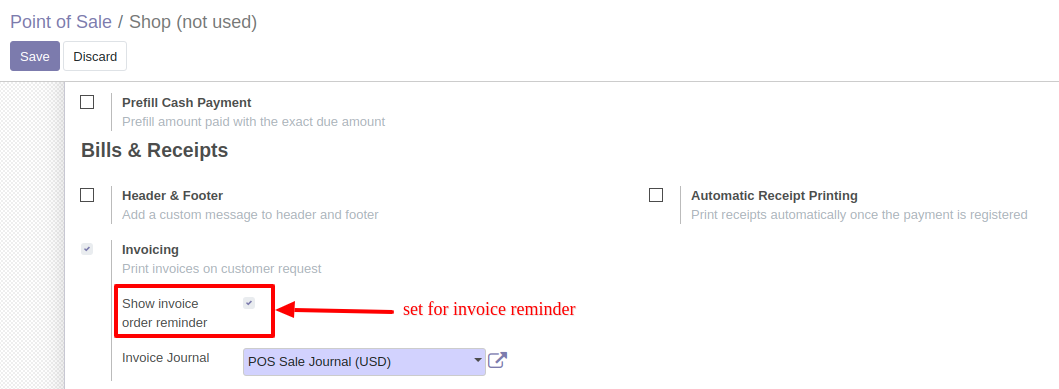 Point of Sale / Shop (not used)
Save Discard
Prefill Cash Payment
Prefill amount paid with the exact due amount
Bills & Receipts
Header & Footer
Add a custom message to header and footer
Automatic Receipt Printing
Print receipts automatically once the payment is registered
Invoicing
Print invoices on customer request
Show invoice
order reminder
set for invoice reminder
Invoice Journal POS Sale Journal (USD)